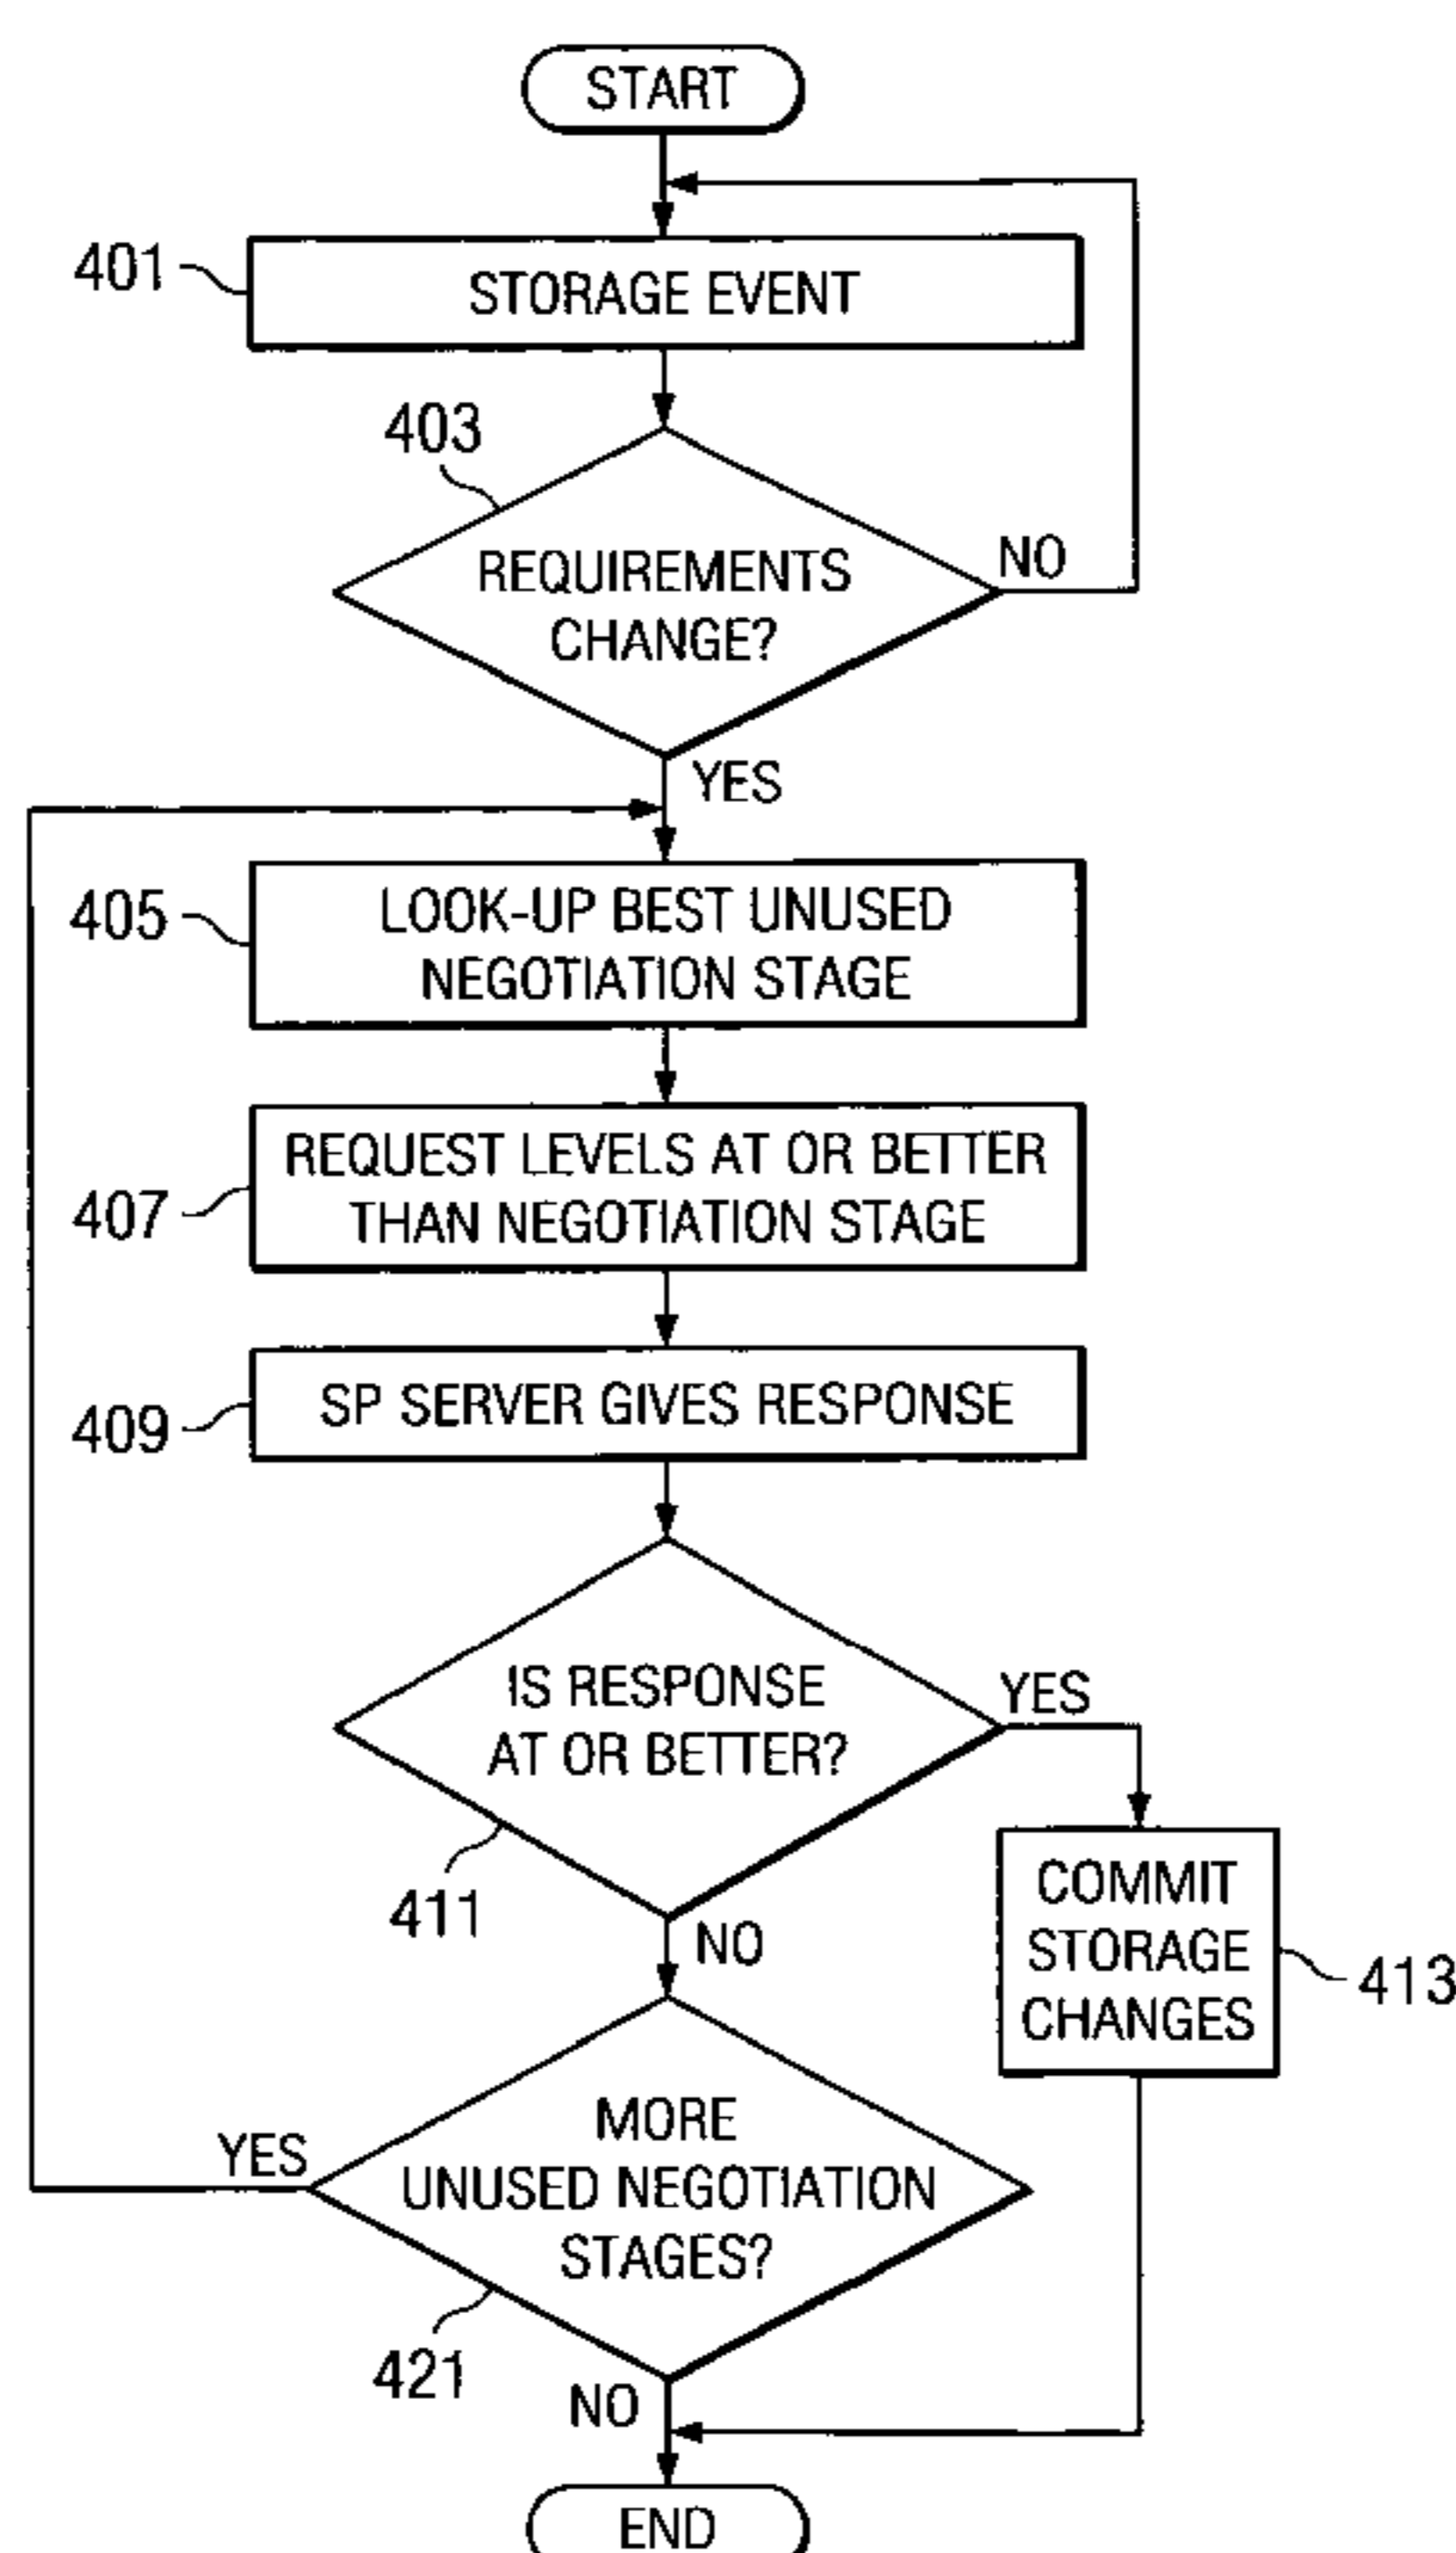 START
401
STORAGE EVENT
403
REQUIREMENTS
CHANGE?
NO
YES
405
LOOK-UP BEST UNUSED
NEGOTIATION STAGE
407
REQUEST LEVELS AT OR BETTER
THAN NEGOTIATION STAGE
409
SP SERVER GIVES RESPONSE
IS RESPONSE
AT OR BETTER?
YES
411
NO
COMMIT
STORAGE
CHANGES
413
MORE
UNUSED NEGOTIATION
STAGES?
YES
421
NO
END